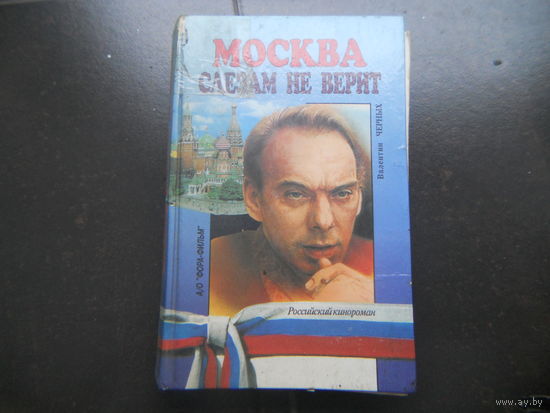 МОСКВА
СЛЕЗАМ НЕ ВЕРИТ
Валентин ЧЕРНЫХ
А/О "ФОРА-ФИЛЬМ"
Российский кинороман
www.ay.by